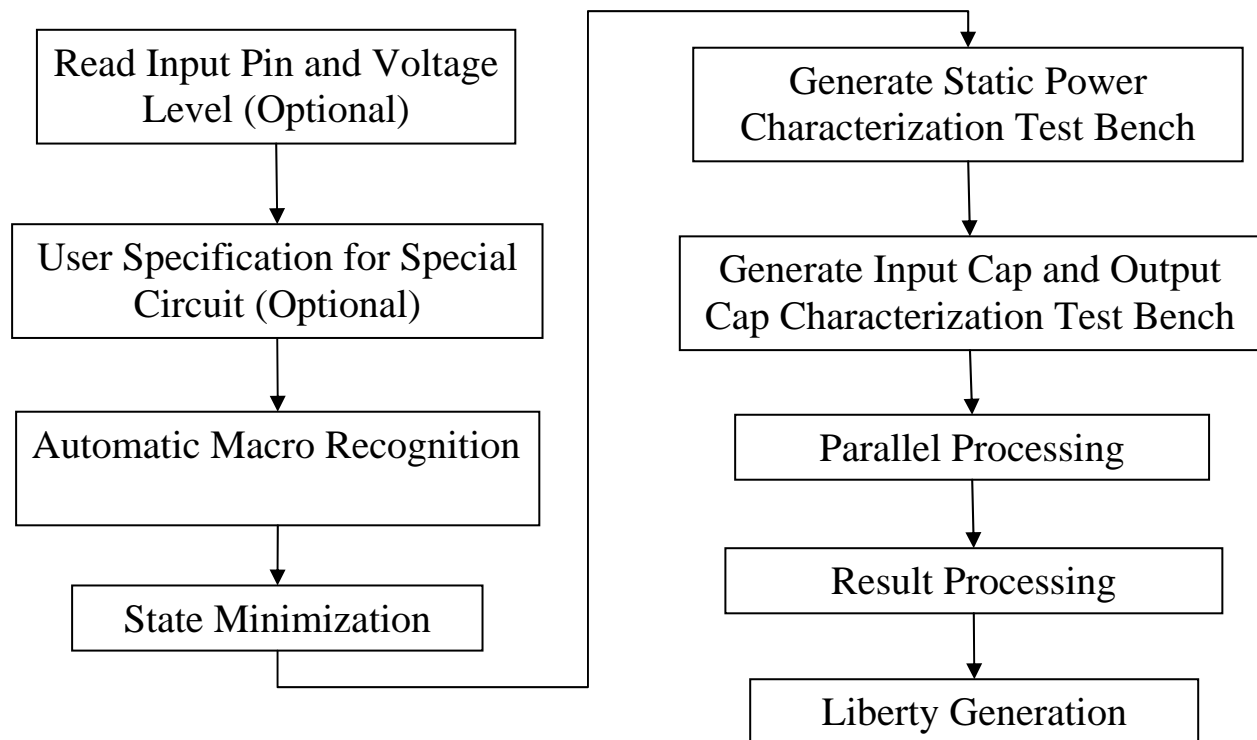 Read Input Pin and Voltage
Level (Optional)
User Specification for Special
Circuit (Optional)
Automatic Macro Recognition
State Minimization
Generate Static Power
Characterization Test Bench
Generate Input Cap and Output
Cap Characterization Test Bench
Parallel Processing
Result Processing
Liberty Generation